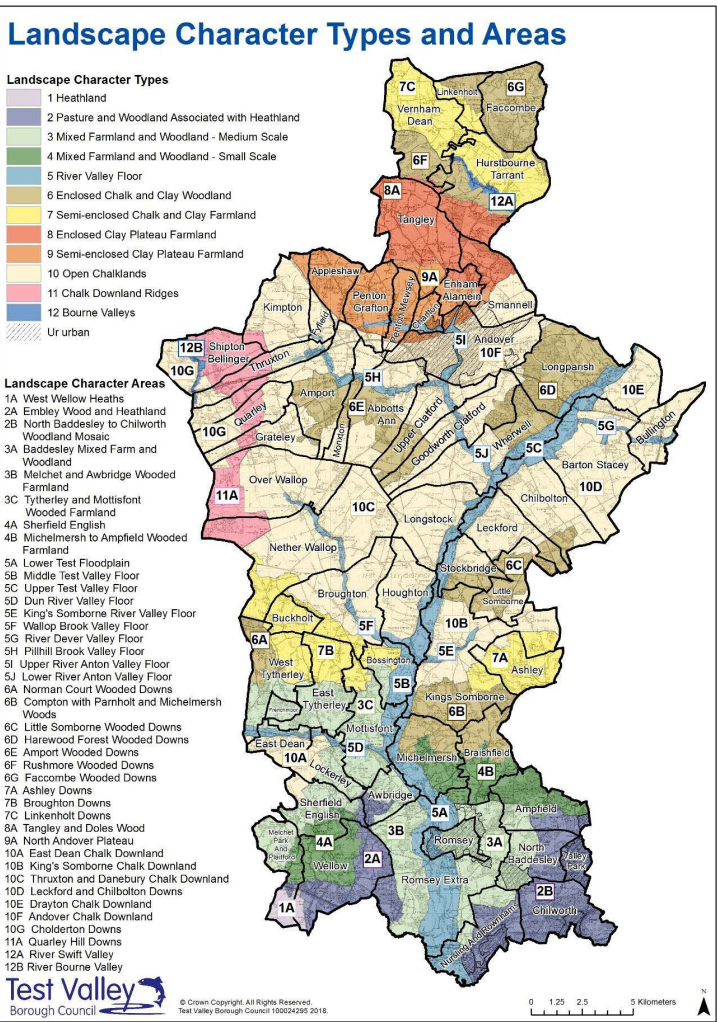 Landscape Character Types and Areas
Landscape Character Types
1 Heathland
2 Pasture and Woodland Associated with Heathland
3 Mixed Farmland and Woodland - Medium Scale
4 Mixed Farmland and Woodland - Small Scale
5 River Valley Floor
6 Enclosed Chalk and Clay Woodland
7 Semi-enclosed Chalk and Clay Farmland
8 Enclosed Clay Plateau Farmland
9 Semi-enclosed Clay Plateau Farmland
10 Open Chalklands
11 Chalk Downland Ridges
12 Bourne Valleys
Ur urban
Landscape Character Areas
1A West Wellow Heaths
2A Embley Wood and Heathland
2B North Baddesley to Chilworth
Woodland Mosaic
3A Baddesley Mixed Farm and
Woodland
3B Melchet and Awbridge Wooded
Farmland
3C Tytherley and Mottisfont
Wooded Farmland
4A Sherfield English
4B Michelmersh to Ampfield Wooded
Farmland
5A Lower Test Floodplain
5B Middle Test Valley Floor
5C Upper Test Valley Floor
5D Dun River Valley Floor
5E King's Somborne River Valley Floor
5F Wallop Brook Valley Floor
5G River Dever Valley Floor
5H Pillhill Brook Valley Floor
5I Upper River Anton Valley Floor
5J Lower River Anton Valley Floor
6A Norman Court Wooded Downs
6B Compton with Parnholt and Michelmersh
Woods
6C Little Somborne Wooded Downs
6D Harewood Forest Wooded Downs
6E Amport Wooded Downs
6F Rushmore Wooded Downs
6G Faccombe Wooded Downs
7A Ashley Downs
7B Broughton Downs
7C Linkenholt Downs
8A Tangley and Doles Wood
9A North Andover Plateau
10A East Dean Chalk Downland
10B King's Somborne Chalk Downland
10C Thruxton and Danebury Chalk Downland
10D Leckford and Chilbolton Downs
10E Drayton Chalk Downland
10F Andover Chalk Downland
10G Cholderton Downs
11A Quarley Hill Downs
12A River Swift Valley
12B River Bourne Valley
7C
Linkenholt
6G
Vernham
Dean
Faccombe
6F
Hurstbourne
Tarrant
8A
12A
Tangley
Appleshaw
9A
Enham
Alamein
Penton
Grafton
Penton Mewsey
Charlton
Smannell
Kimpton
Fyfield
5I
Andover
10F
12B
Shipton
Bellinger
Thruxton
10G
5H
Longparish
6D
10E
Amport
6E
Abbotts
Ann
Quarley
10G
Grateley
Monxton
Upper Clatford
Goodworth Clatford
Wherwell
5G
Bullington
5J
5C
Barton Stacey
10D
11A
Over Wallop
10C
Chilbolton
Longstock
Leckford
Nether Wallop
Stockbridge
6C
Little
Somborne
Broughton
Houghton
Buckholt
5F
10B
5E
6A
West
Tytherley
7B
Bossington
7A
Ashley
5B
East
Tytherley
3C
Kings Somborne
6B
Frenchmoor
Mottisfont
East Dean
5D
10A
Lockerley
Michelmersh
Braishfield
4B
Sherfield
English
Awbridge
5A
Ampfield
Melchet
Park
And
Plaitford
4A
3B
Romsey
3A
North
Baddesley
Valley
Park
Wellow
2A
Romsey Extra
2B
Chilworth
1A
Nursling and Rownhams
Test Valley
Borough Council
© Crown Copyright. All Rights Reserved.
Test Valley Borough Council 100024295 2018.
0 1.25 2.5 5 Kilometers
N